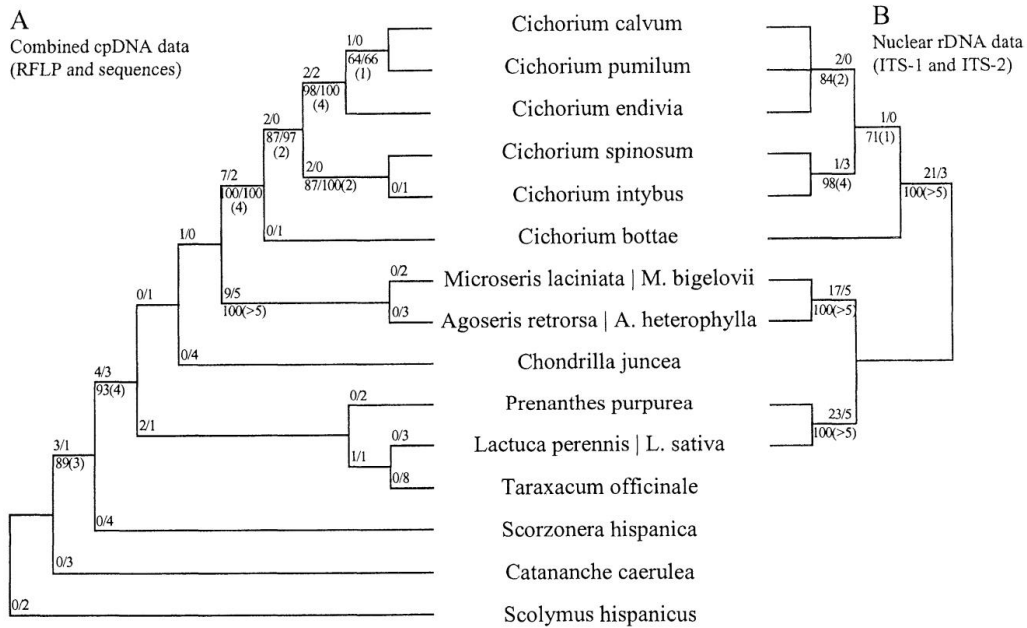 A
Combined cpDNA data
(RFLP and sequences)
B
Nuclear rDNA data
(ITS-1 and ITS-2)
Cichorium calvum
Cichorium pumilum
Cichorium endivia
Cichorium spinosum
Cichorium intybus
Cichorium bottae
Microseris laciniata | M. bigelovii
Agoseris retrorsa | A. heterophylla
Chondrilla juncea
Prenanthes purpurea
Lactuca perennis | L. sativa
Taraxacum officinale
Scorzonera hispanica
Catananche caerulea
Scolymus hispanicus
1/0
64/66
(1)
2/2
98/100
(4)
2/0
87/97
(2)
2/0
87/100(2)
0/1
7/2
100/100
(4)
0/1
1/0
0/2
9/5
100(>5)
0/3
0/1
0/4
4/3
93(4)
0/2
2/1
0/3
1/1
0/8
3/1
89(3)
0/4
0/3
0/2
2/0
84(2)
1/0
71(1)
1/3
98(4)
21/3
100(>5)
17/5
100(>5)
23/5
100(>5)